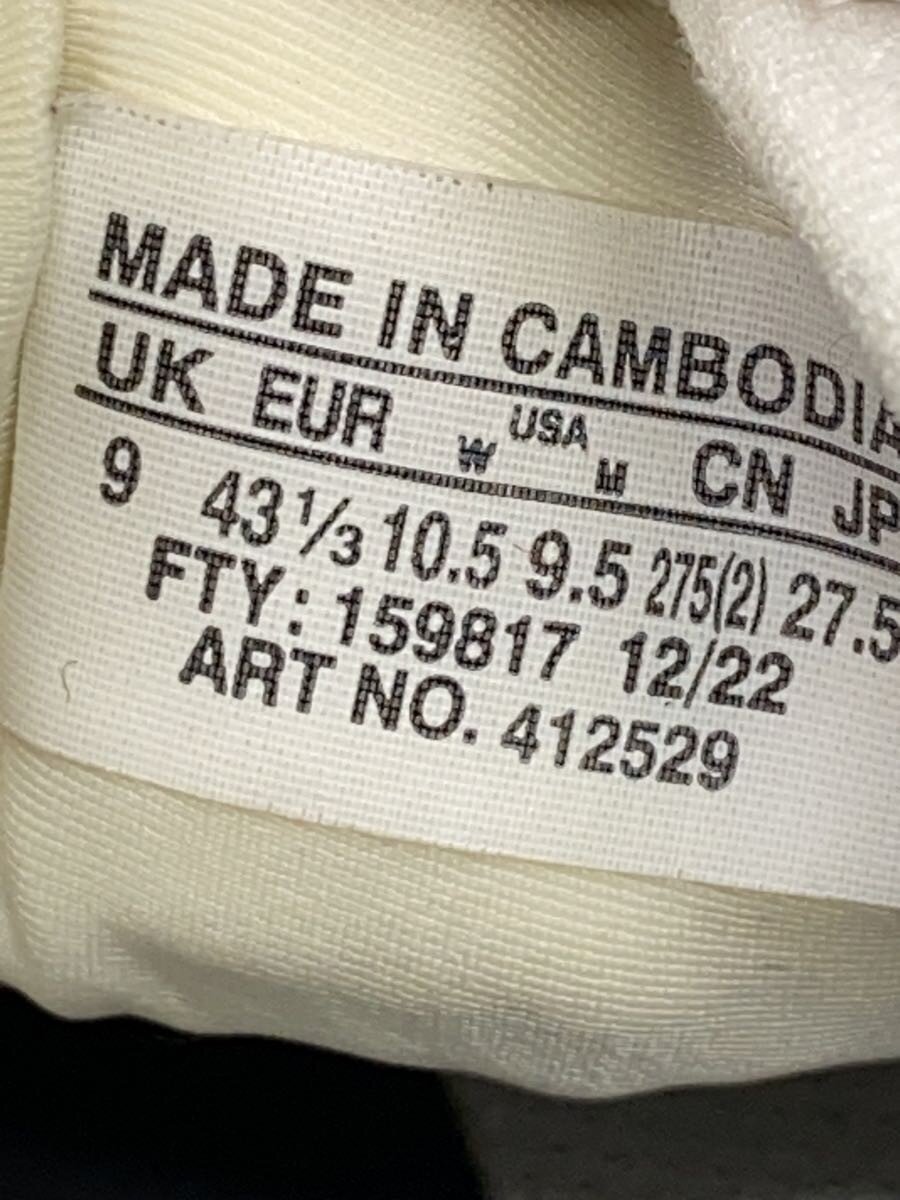 MADE IN CAMBODIA
UK EUR W USA M CN JP
9 43 1/3 10.5 9.5 275(2) 27.5
FTY: 159817 12/22
ART NO. 412529